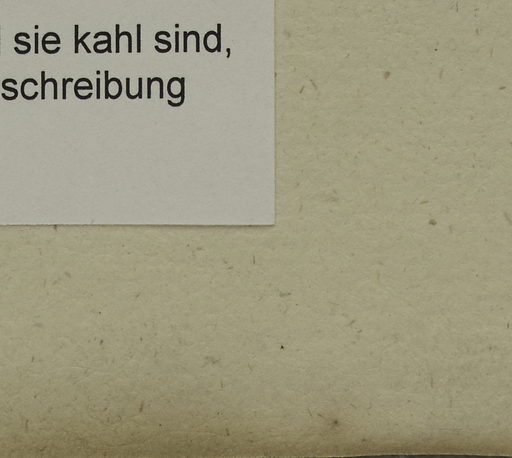 sie kahl sind,
schreibung